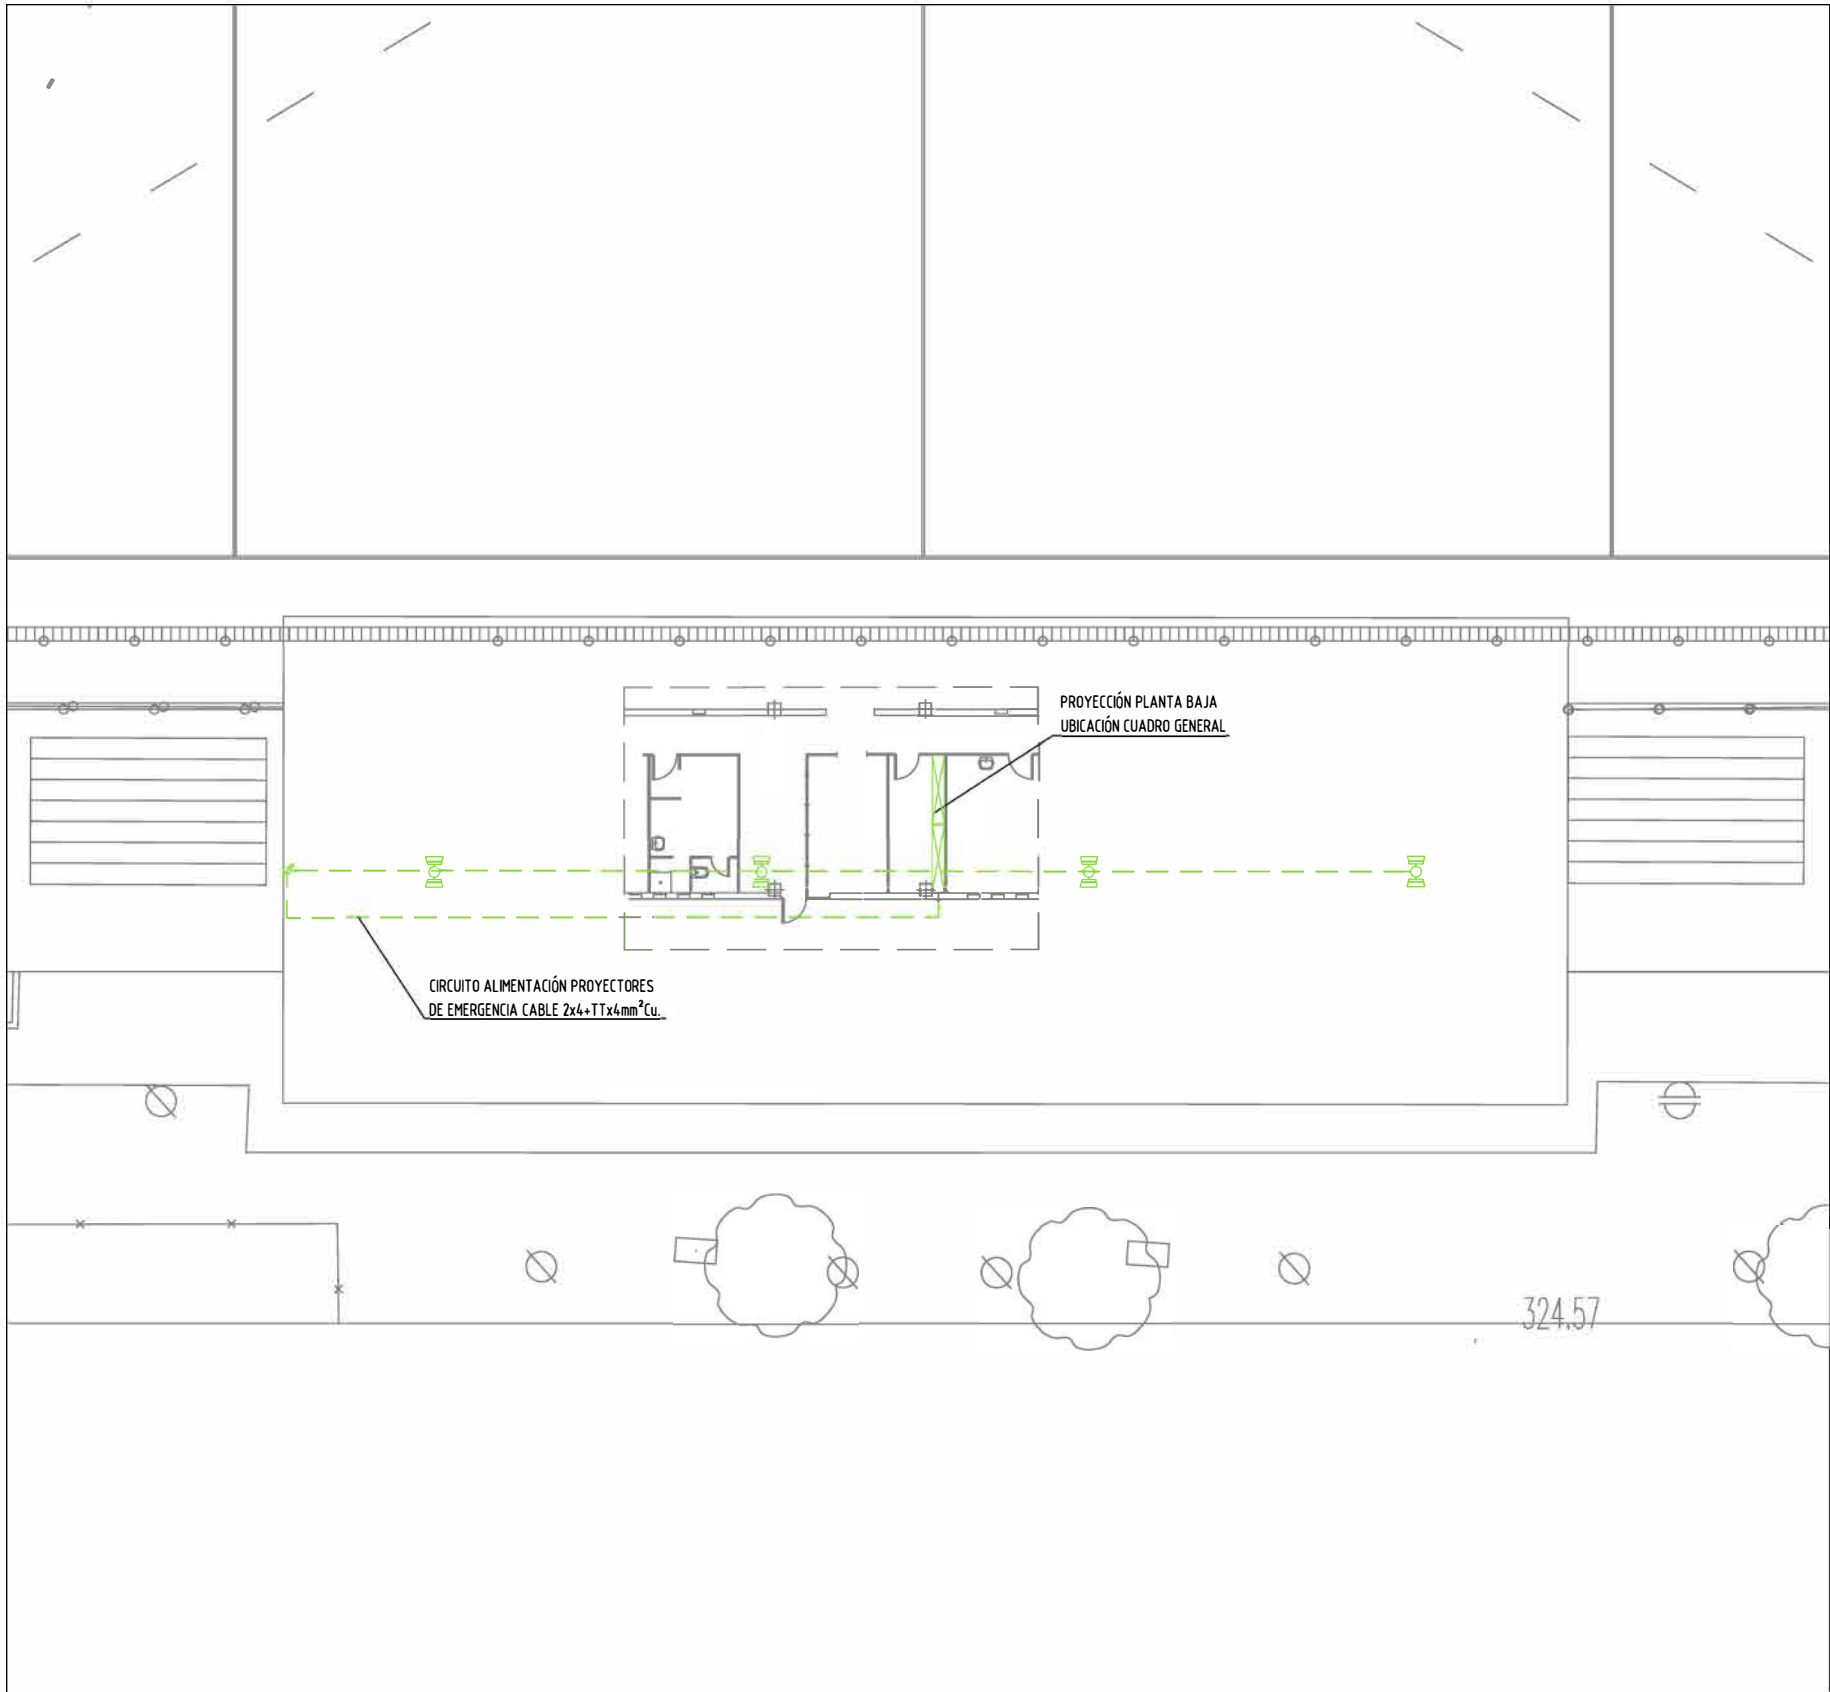 PROYECCIÓN PLANTA BAJA
UBICACIÓN CUADRO GENERAL
CIRCUITO ALIMENTACIÓN PROYECTORES
DE EMERGENCIA CABLE 2x4+TTx4mm²Cu.
324.57